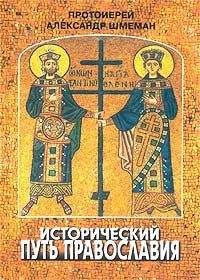 ПРОТОИЕРЕЙ
АЛЕКСАНДР ШМЕМАН
ИСТОРИЧЕСКИЙ
ПУТЬ ПРАВОСЛАВИЯ